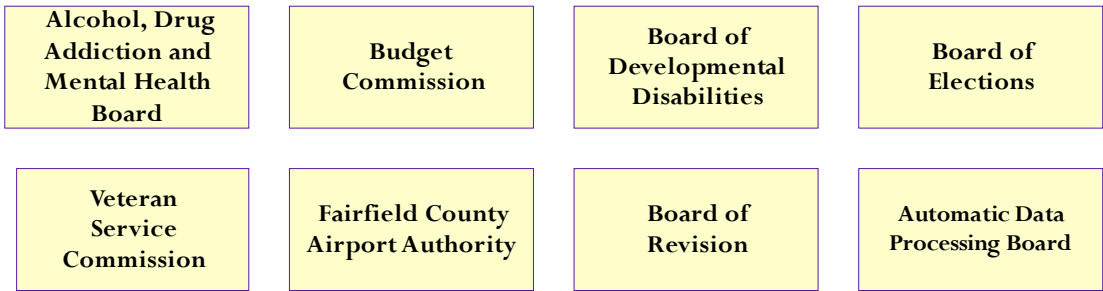 Alcohol, Drug
Addiction and
Mental Health
Board
Budget
Commission
Board of
Developmental
Disabilities
Board of
Elections
Veteran
Service
Commission
Fairfield County
Airport Authority
Board of
Revision
Automatic Data
Processing Board